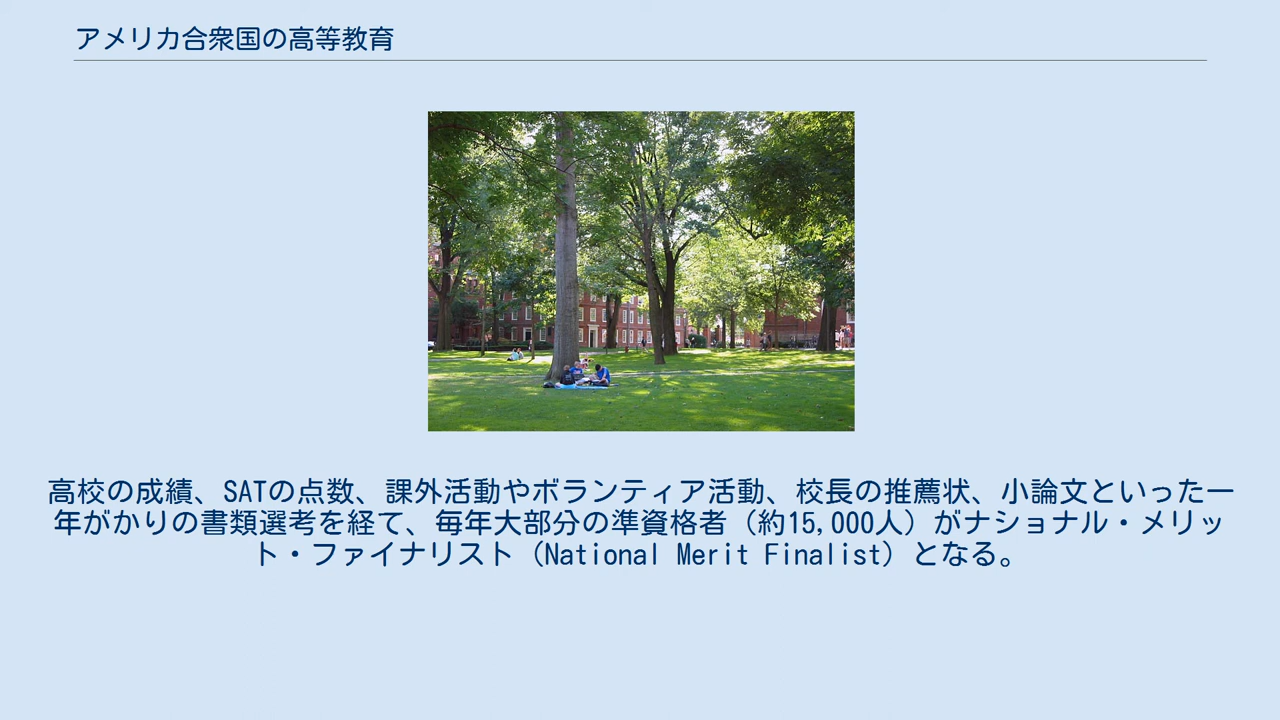 アメリカ合衆国の高等教育
高校の成績、SATの点数、課外活動やボランティア活動、校長の推薦状、小論文といった一
年がかりの書類選考を経て、毎年大部分の準資格者（約15,000人）がナショナル・メリッ
ト・ファイナリスト（National Merit Finalist）となる。